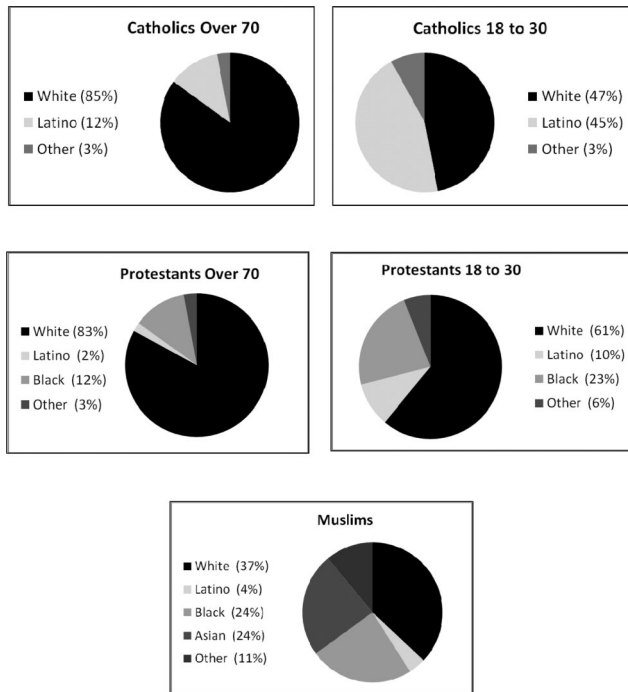 Catholics Over 70
White (85%)
Latino (12%)
Other (3%)
Catholics 18 to 30
White (47%)
Latino (45%)
Other (3%)
Protestants Over 70
White (83%)
Latino (2%)
Black (12%)
Other (3%)
Protestants 18 to 30
White (61%)
Latino (10%)
Black (23%)
Other (6%)
Muslims
White (37%)
Latino (4%)
Black (24%)
Asian (24%)
Other (11%)